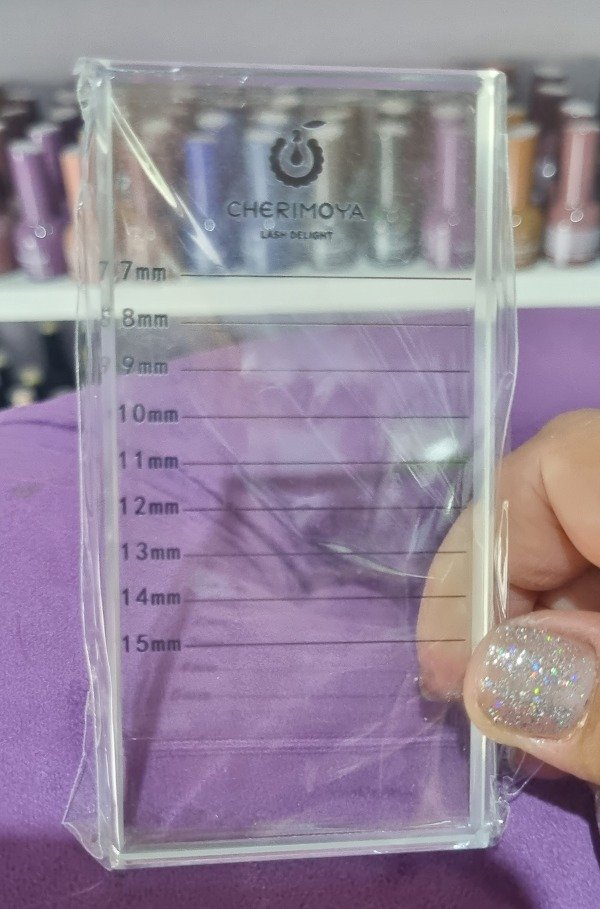 CHERIMOYA
LASH DELIGHT
7mm
8mm
9mm
10mm
11mm
12mm
13mm
14mm
15mm